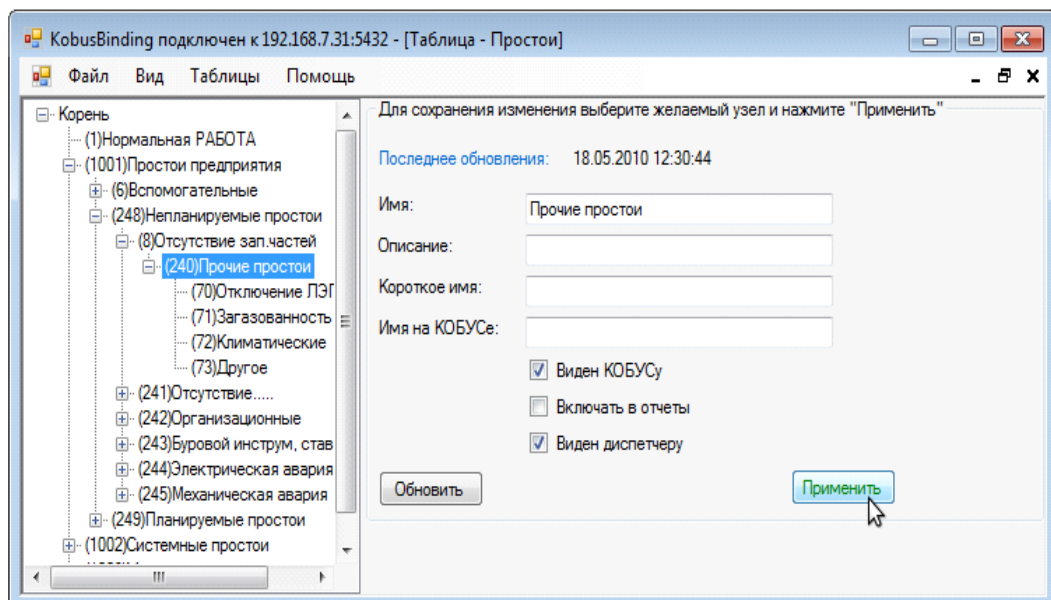 KobusBinding подключен к 192.168.7.31:5432 - [Таблица - Простои]
Файл Вид Таблицы Помощь
Корень
(1)Нормальная РАБОТА
(1001)Простои предприятия
(6)Вспомогательные
(248)Непланируемые простои
(8)Отсутствие зап.частей
(240)Прочие простои
(70)Отключение ЛЭП
(71)Загазованность
(72)Климатические
(73)Другое
(241)Отсутствие.....
(242)Организационные
(243)Буровой инструм, став
(244)Электрическая авария
(245)Механическая авария
(249)Планируемые простои
(1002)Системные простои
Для сохранения изменения выберите желаемый узел и нажмите "Применить"
Последнее обновления: 18.05.2010 12:30:44
Имя: Прочие простои
Описание:
Короткое имя:
Имя на КОБУСе:
Виден КОБУСу
Включать в отчеты
Виден диспетчеру
Обновить Применить